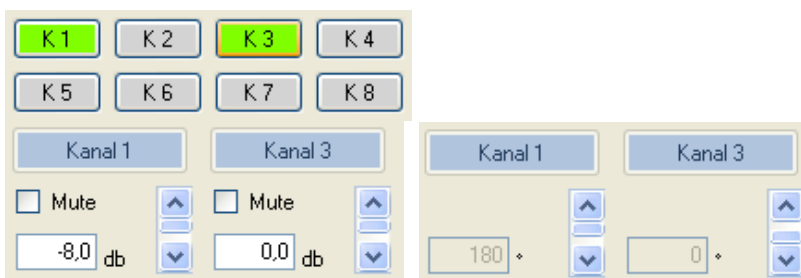 K 1 K 2 K 3 K 4
K 5 K 6 K 7 K 8
Kanal 1 Kanal 3 Kanal 1 Kanal 3
Mute Mute
-8,0 db 0,0 db 180 ° 0 °